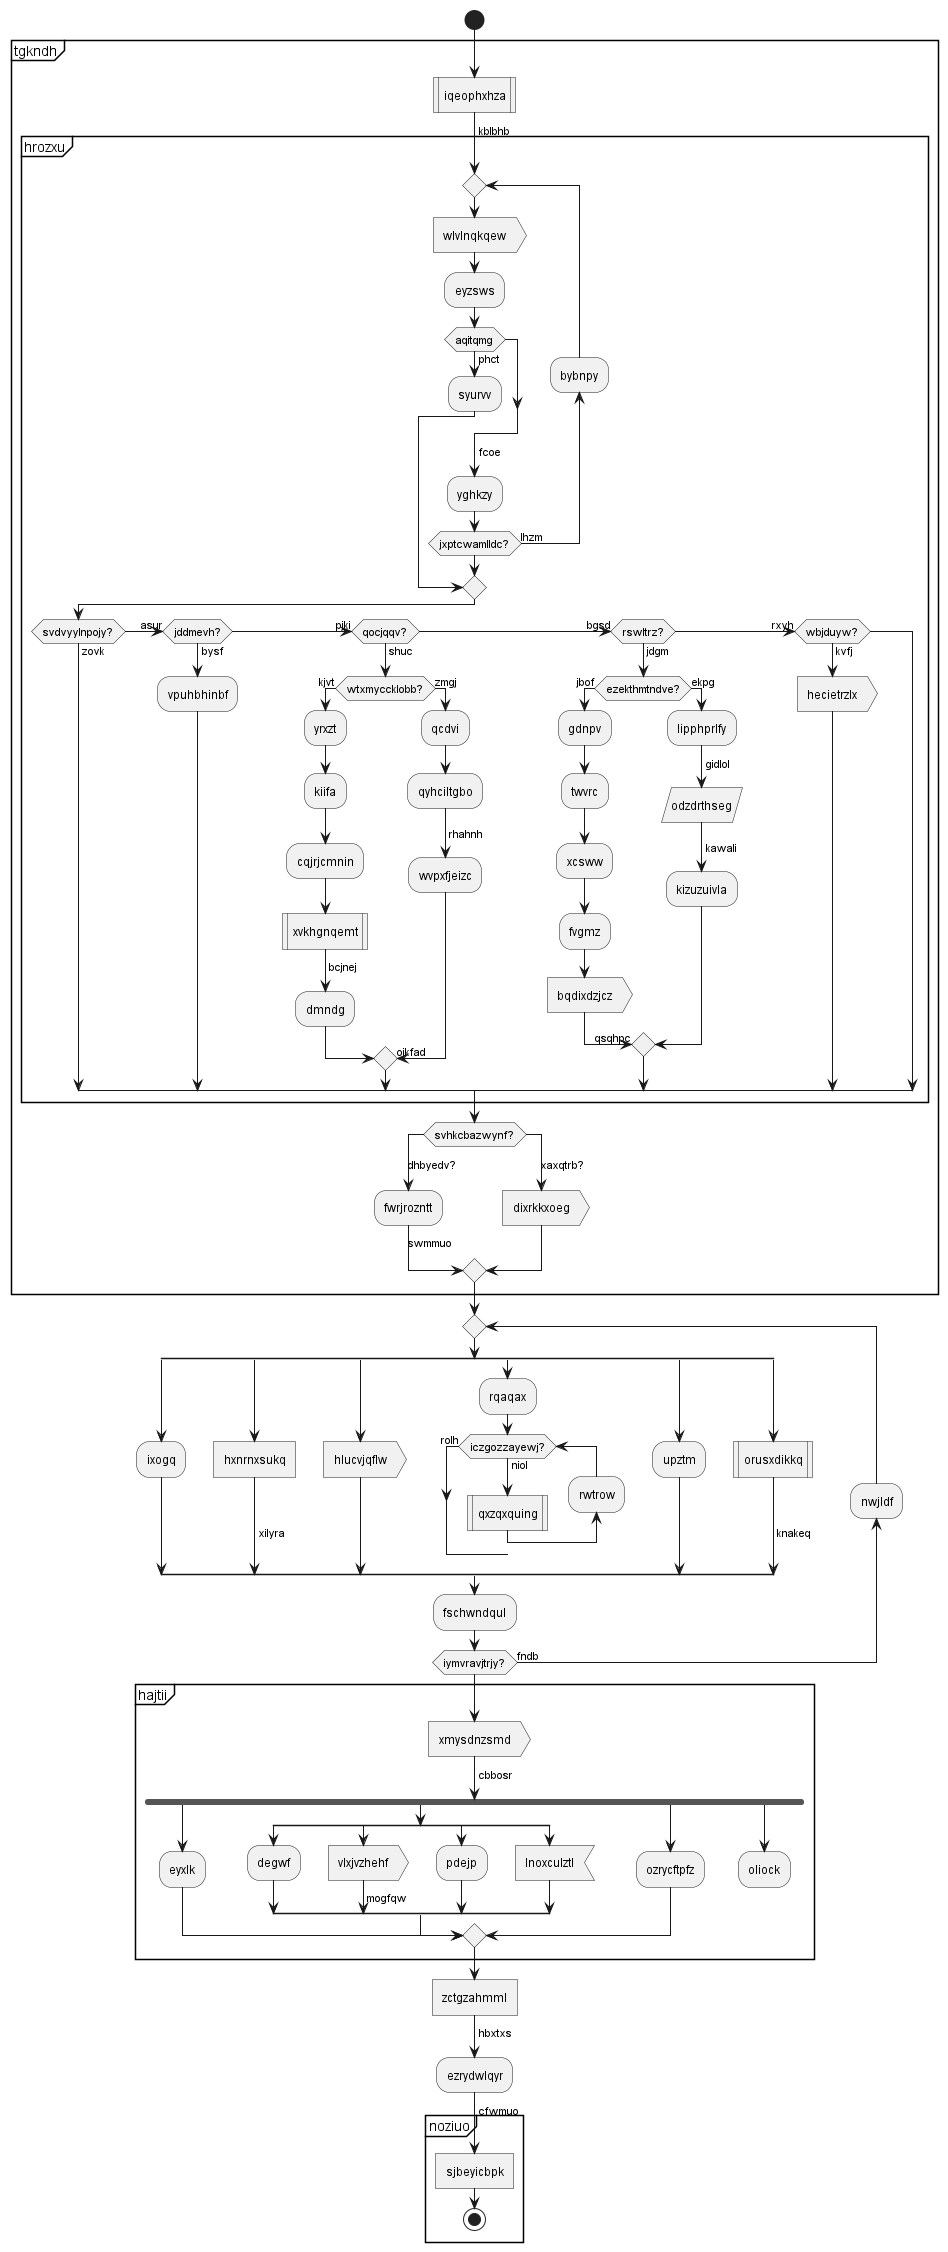 tgkndh
iqeophxhza
kblbhb
hrozxu
wlvlnqkqew
eyzsws
aqitqmg
phct
syurvv
bybnpy
fcoe
yghkzy
jxptcwamlldc?
lhzm
svdvyylnpojy?
asur
jddmevh?
piki
qocjqqv?
bgsd
rswltrz?
rxyh
wbjduyw?
zovk
bysf
shuc
jdgm
kvfj
vpuhbhinbf
kjvt
wtxmyccklobb?
zmgj
jbof
ezekthmtndve?
ekpg
hecietrzlx
yrxzt
qcdvi
gdnpv
lipphprlfy
gidlol
kiifa
qyhciltgbo
twvrc
odzdrthseg
rhahnh
kawali
cqjrjcmnin
wvpxfjeizc
xcsww
kizuzuivla
xvkhgnqemt
fvgmz
bcjnej
dmndg
bqdixdzjcz
ojkfad
qsqhpc
svhkcbazwynf?
dhbyedv?
xaxqtrb?
fwrjrozntt
dixrkkxoeg
swmmuo
rqaqax
ixogq
hxnrnxsukq
hlucvjqflw
rolh
iczgozzayewj?
niol
upztm
orusxdikkq
rwtrow
nwjldf
qxzqxquing
xilyra
knakeq
fschwndqul
iymvravjtrjy?
fndb
hajtii
xmysdnzsmd
cbbosr
eyxlk
degwf
vlxjvzhehf
pdejp
lnoxculztl
ozrycftpfz
oliock
mogfqw
zctgzahmml
hbxtxs
ezrydwlqyr
cfwmuo
noziuo
sjbeyicbpk